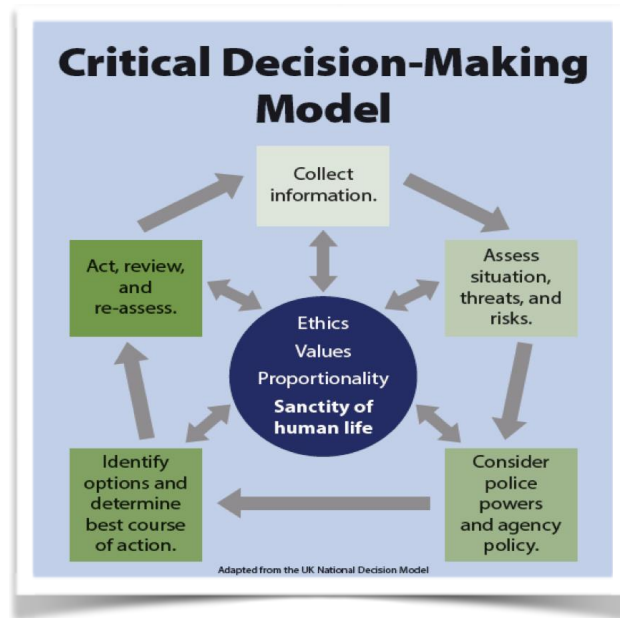 Critical Decision-Making
Model
Collect
information.
Assess
situation,
threats, and
risks.
Consider
police
powers
and agency
policy.
Identify
options and
determine
best course
of action.
Act, review,
and
re-assess.
Ethics
Values
Proportionality
Sanctity of
human life
Adapted from the UK National Decision Model